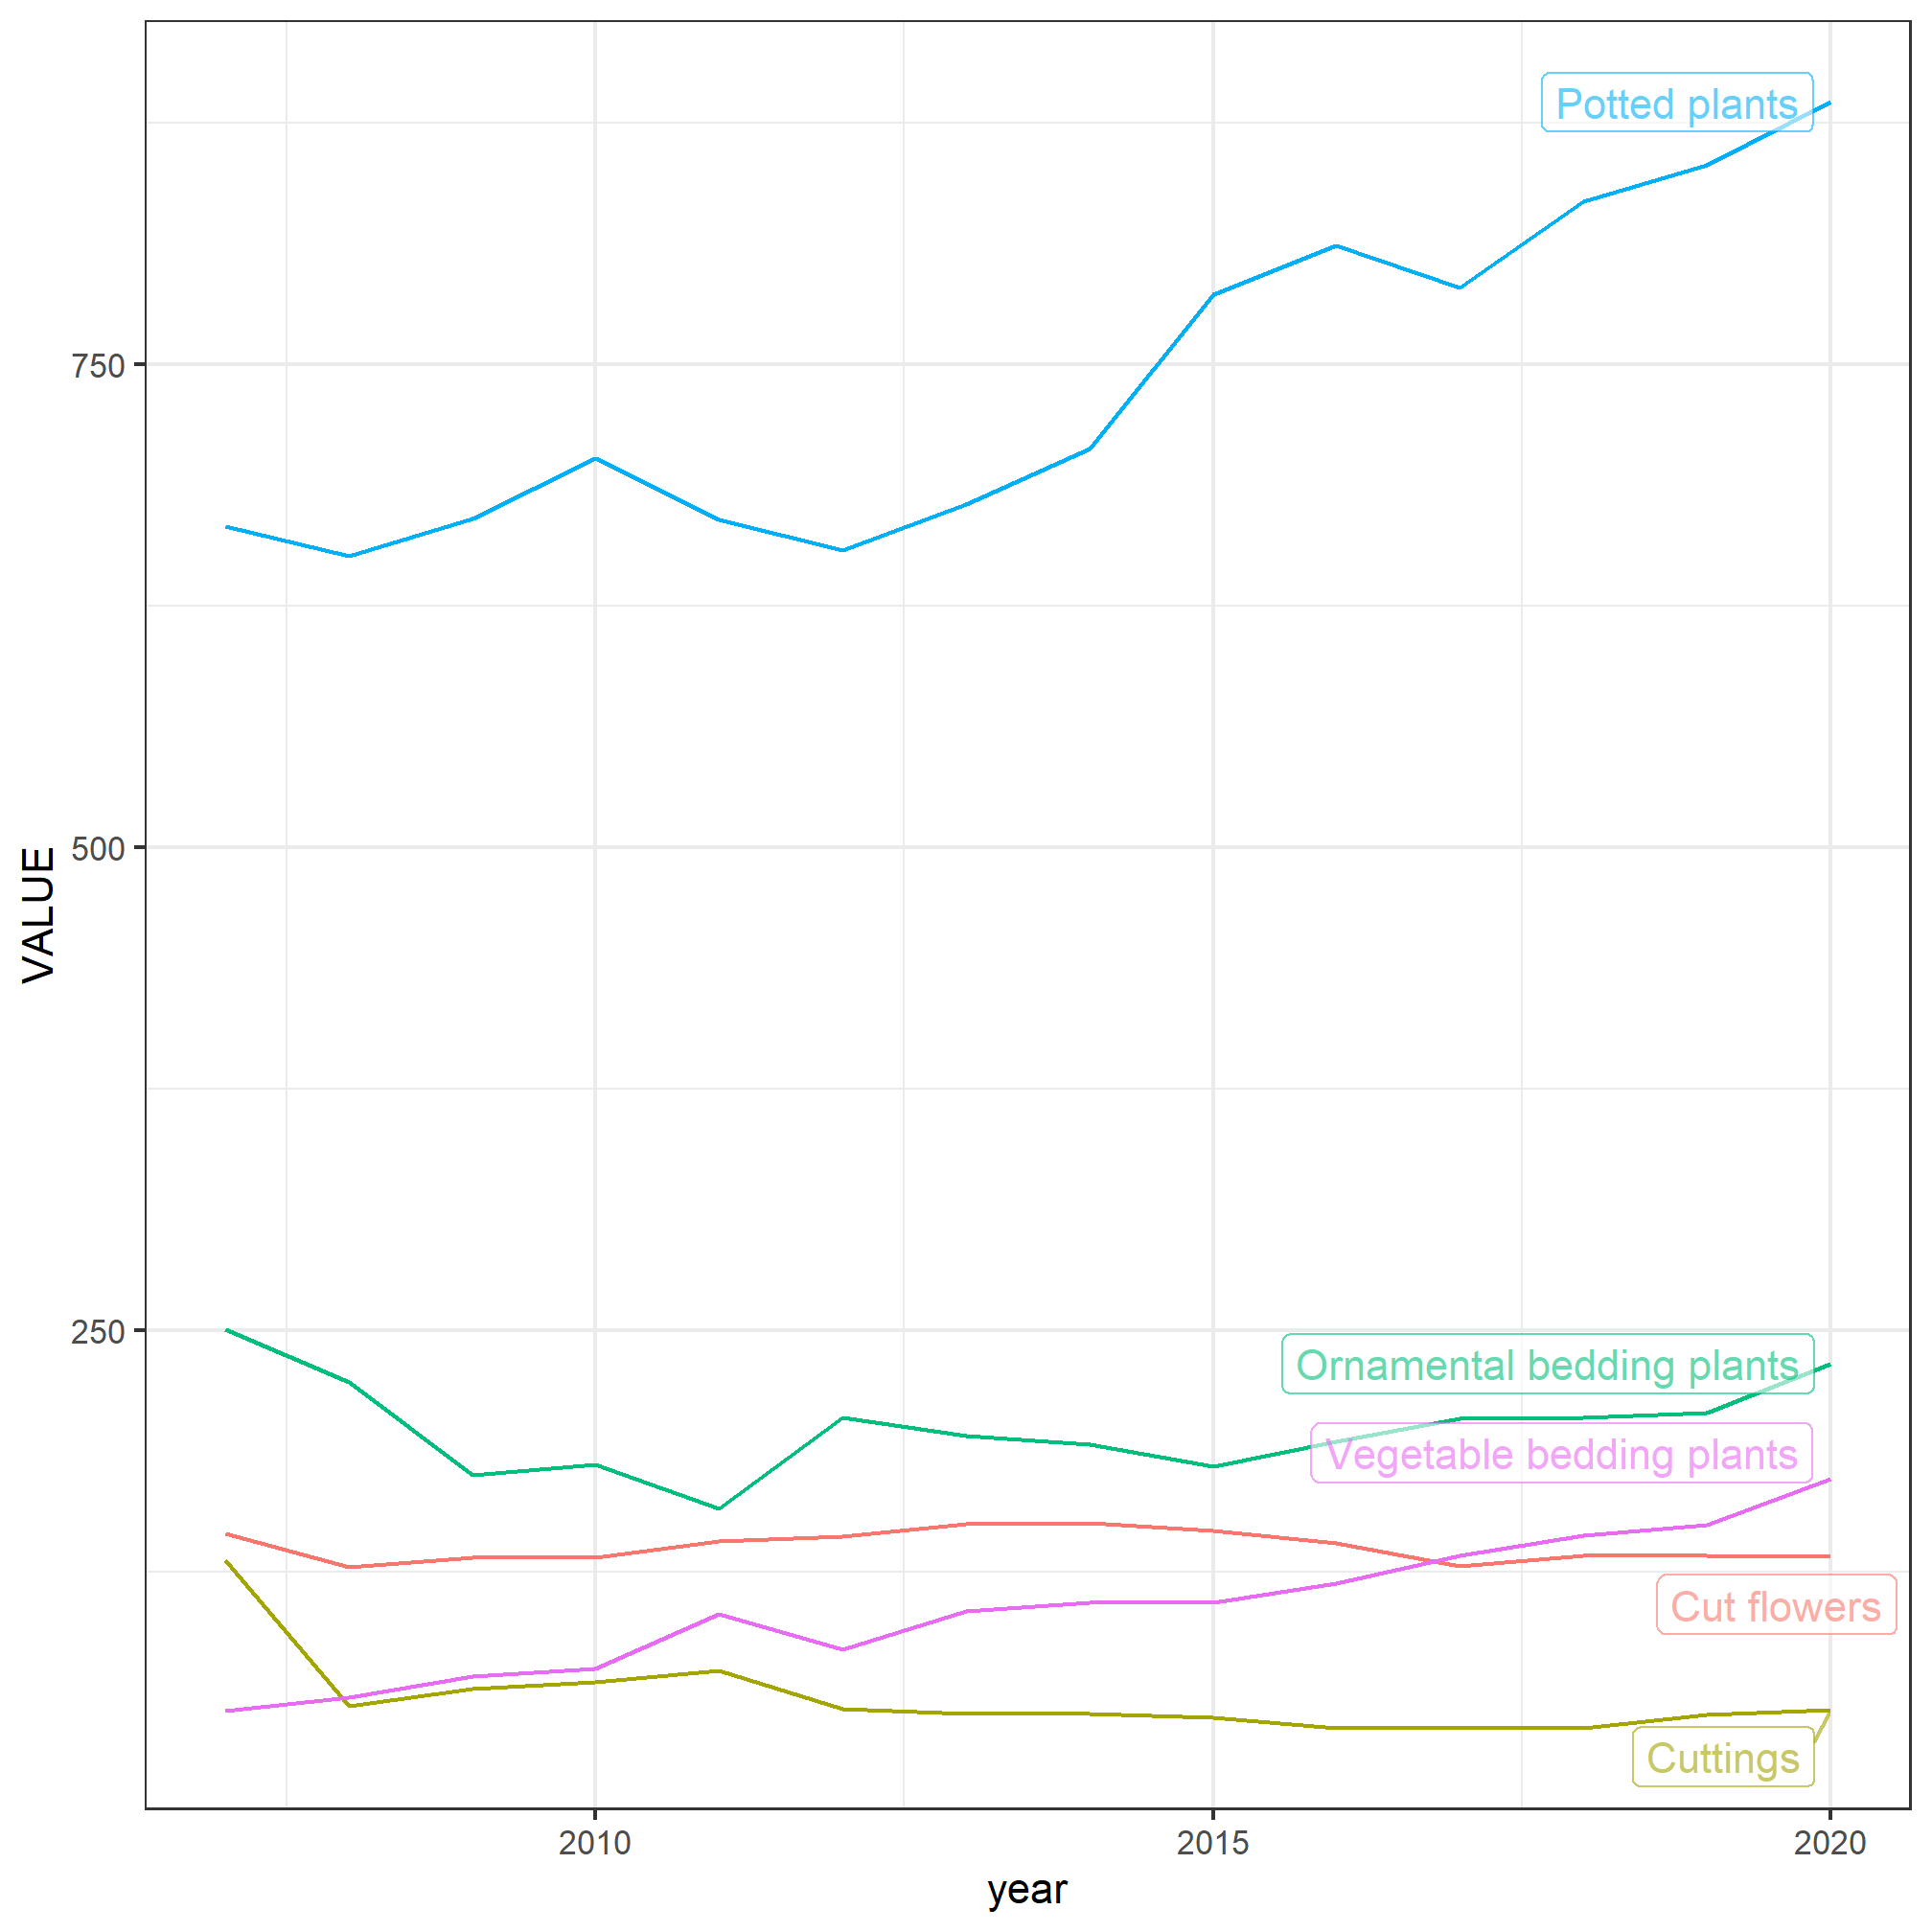 Potted plants
750
500
VALUE
250
Ornamental bedding plants
Vegetable bedding plants
Cut flowers
Cuttings
2010
2015
2020
year